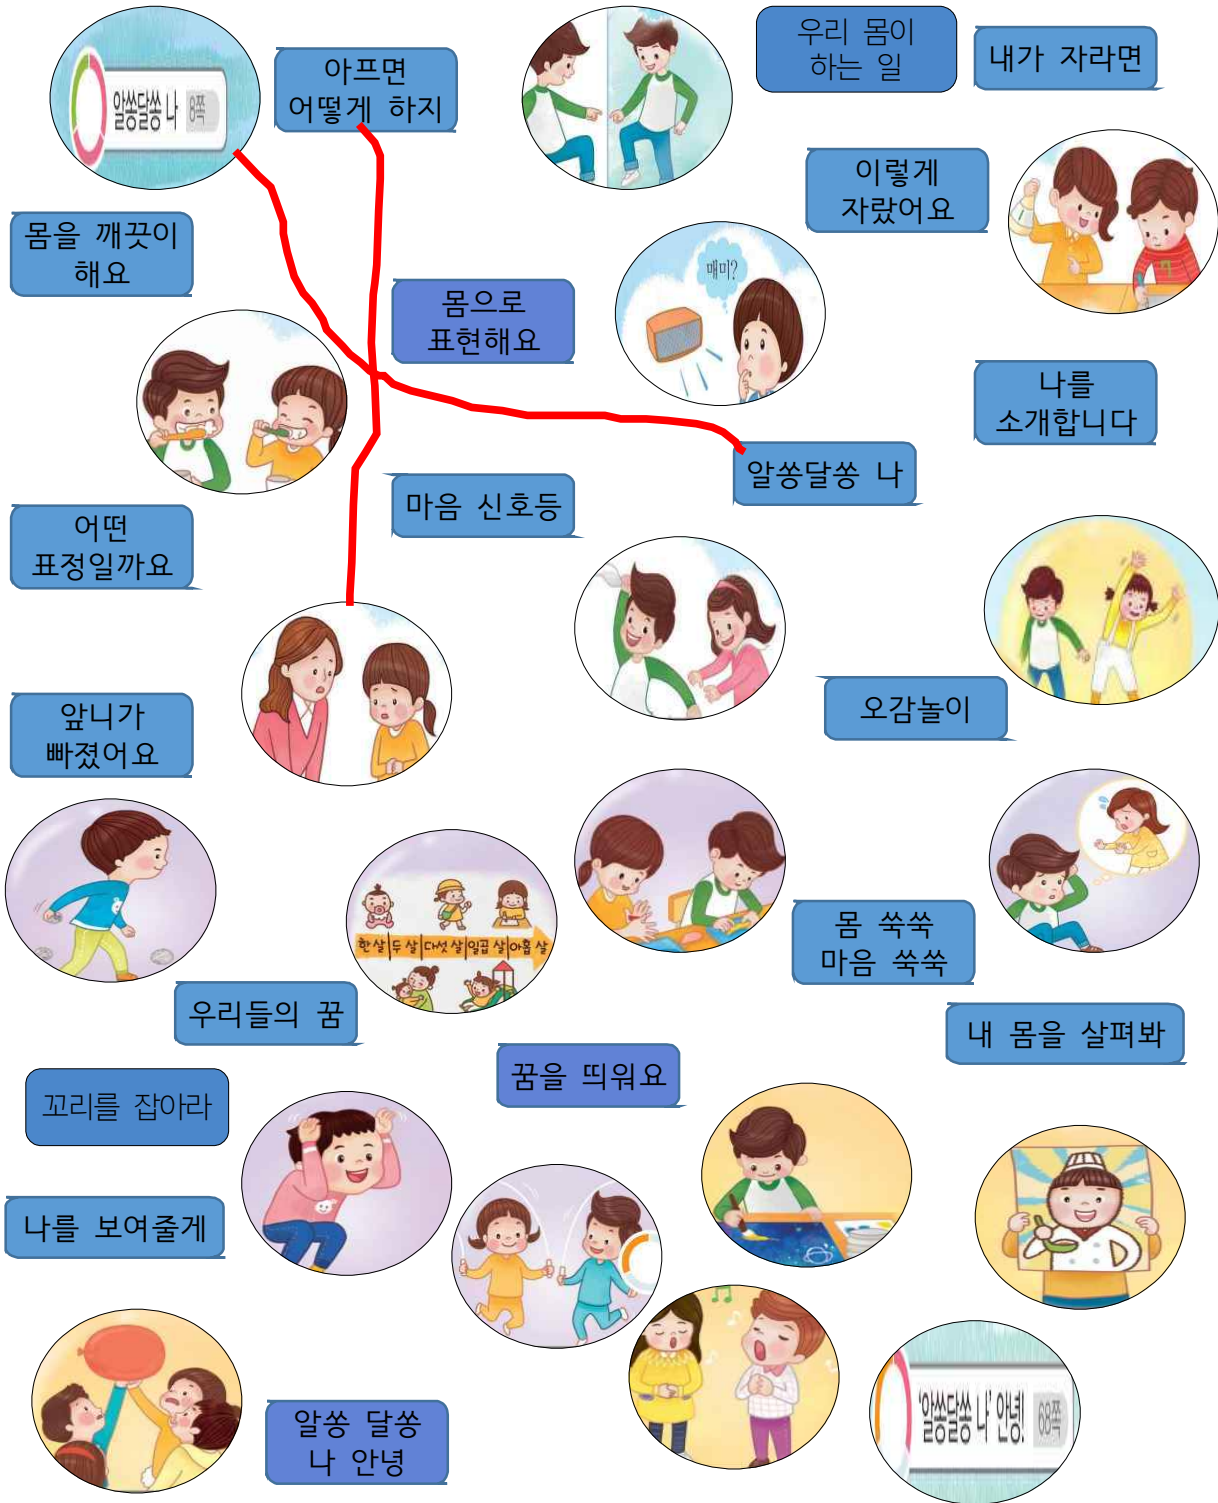 알쏭달쏭 나 8쪽
아프면
어떻게 하지
우리 몸이
하는 일
내가 자라면
이렇게
자랐어요
몸을 깨끗이
해요
매미?
몸으로
표현해요
나를
소개합니다
알쏭달쏭 나
마음 신호등
어떤
표정일까요
앞니가
빠졌어요
오감놀이
한 살 두 살 다섯 살 일곱 살 아홉 살
몸 쑥쑥
마음 쑥쑥
우리들의 꿈
내 몸을 살펴봐
꿈을 띄워요
꼬리를 잡아라
나를 보여줄게
알쏭 달쏭
나 안녕
'알쏭달쏭 나' 안녕! 68쪽